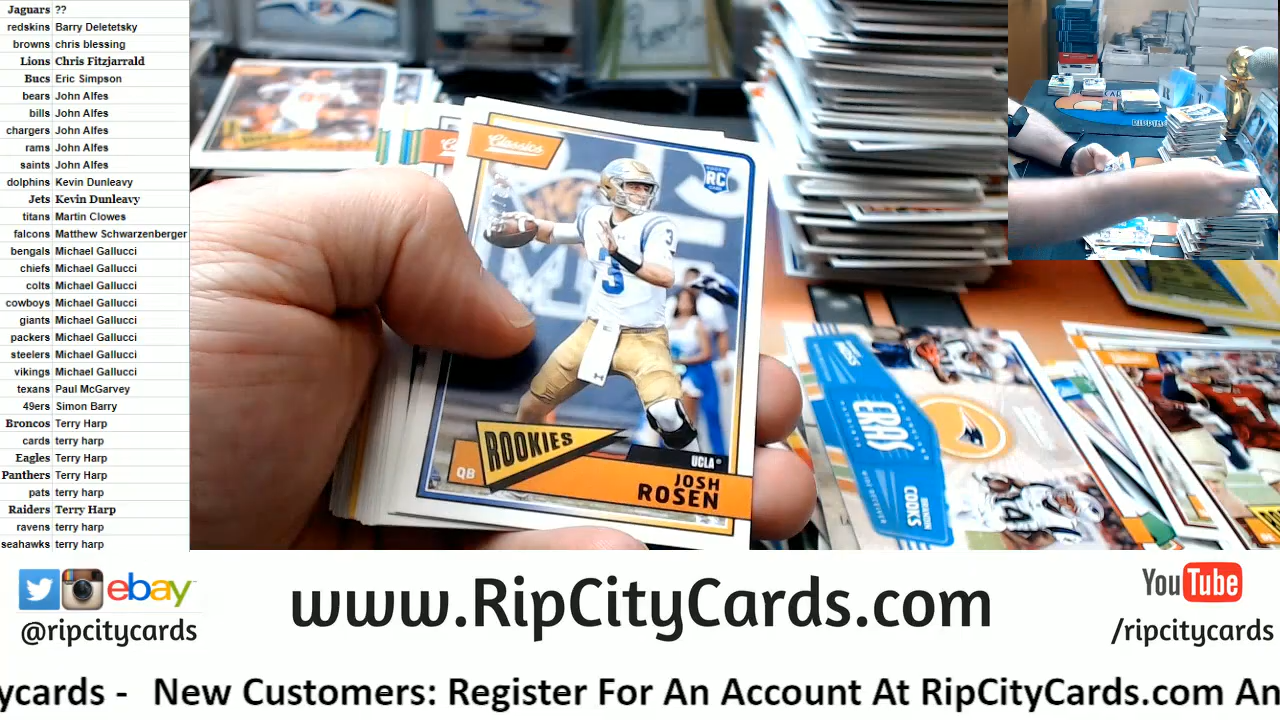 Jaguars ??
redskins Barry Deletetsky
browns chris blessing
Lions Chris Fitzjarrald
Bucs Eric Simpson
bears John Alfes
bills John Alfes
chargers John Alfes
rams John Alfes
saints John Alfes
dolphins Kevin Dunleavy
Jets Kevin Dunleavy
titans Martin Clowes
falcons Matthew Schwarzenberger
bengals Michael Gallucci
chiefs Michael Gallucci
colts Michael Gallucci
cowboys Michael Gallucci
giants Michael Gallucci
packers Michael Gallucci
steelers Michael Gallucci
vikings Michael Gallucci
texans Paul McGarvey
49ers Simon Barry
Broncos Terry Harp
cards terry harp
Eagles Terry Harp
Panthers Terry Harp
pats terry harp
Raiders Terry Harp
ravens terry harp
seahawks terry harp
Classics
RC
3
3
ROOKIES
UCLA
QB
JOSH
ROSEN
ERAS
BRANDIN
COOKS
WIDE RECEIVER
ebay
@ripcitycards
www.RipCityCards.com
YouTube
/ripcitycards
ycards - New Customers: Register For An Account At RipCityCards.com An